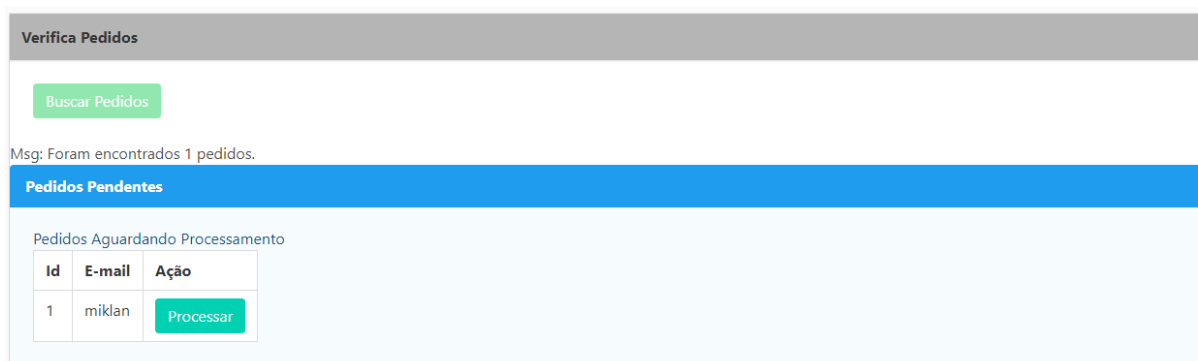 Verifica Pedidos
Buscar Pedidos
Msg: Foram encontrados 1 pedidos.
Pedidos Pendentes
Pedidos Aguardando Processamento
Id E-mail Ação
1 miklan Processar